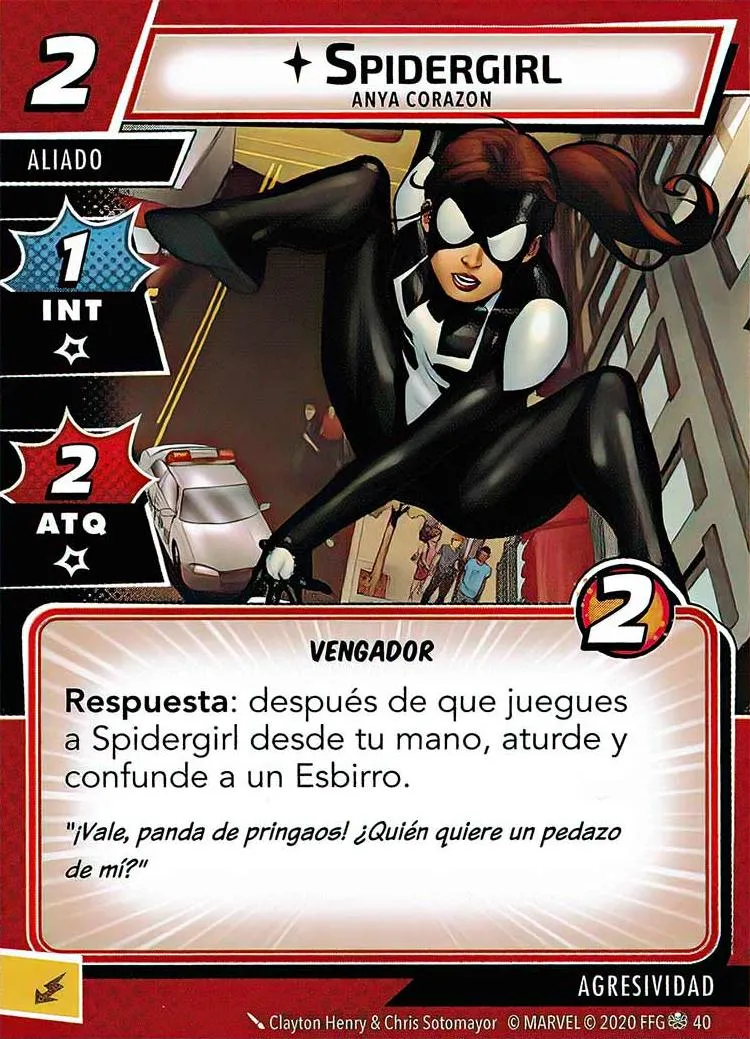 2
SPIDERGIRL
ANYA CORAZON
ALIADO
1
INT
2
ATQ
2
VENGADOR
Respuesta: después de que juegues
a Spidergirl desde tu mano, aturde y
confunde a un Esbirro.
"¡Vale, panda de pringaos! ¿Quién quiere un pedazo
de mí?"
AGRESIVIDAD
Clayton Henry & Chris Sotomayor © MARVEL © 2020 FFG 40